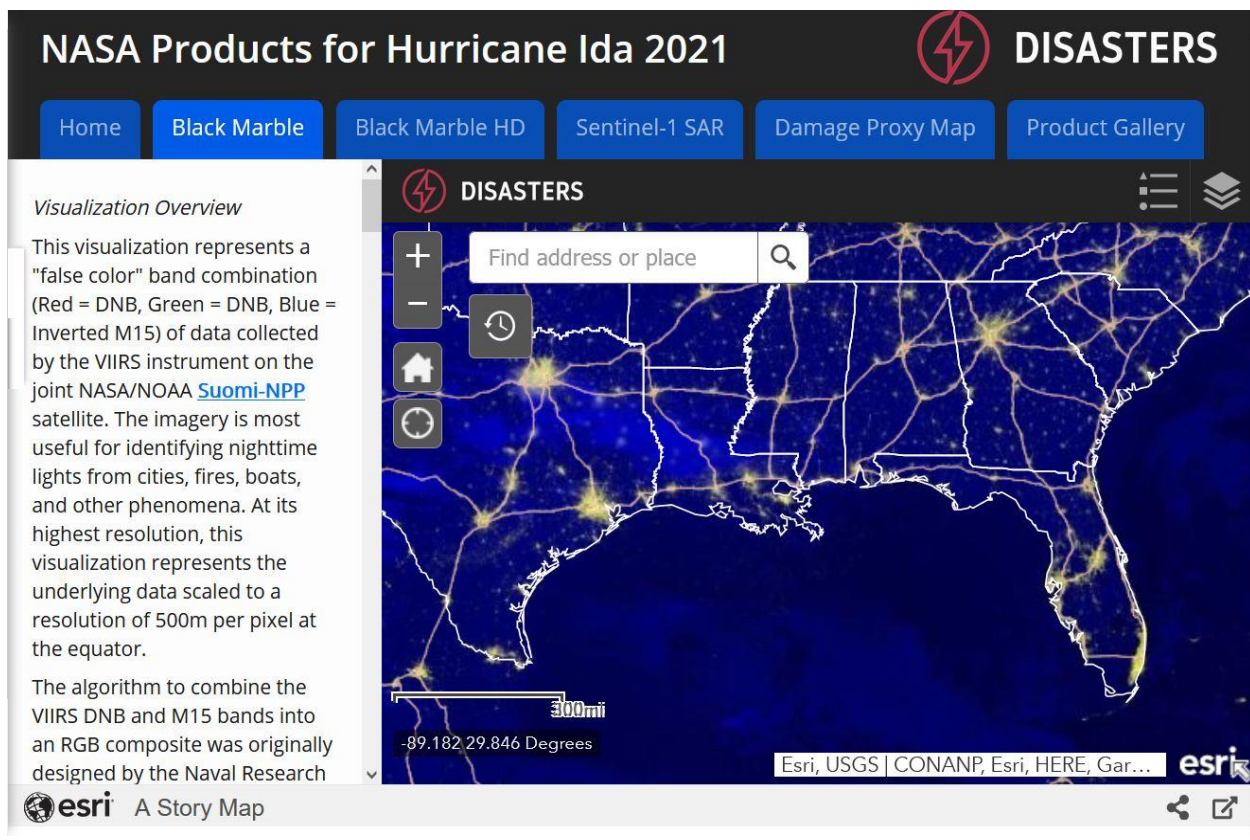 NASA Products for Hurricane Ida 2021
DISASTERS
Home
Black Marble
Black Marble HD
Sentinel-1 SAR
Damage Proxy Map
Product Gallery
Visualization Overview
This visualization represents a
"false color" band combination
(Red = DNB, Green = DNB, Blue =
Inverted M15) of data collected
by the VIIRS instrument on the
joint NASA/NOAA Suomi-NPP
satellite. The imagery is most
useful for identifying nighttime
lights from cities, fires, boats,
and other phenomena. At its
highest resolution, this
visualization represents the
underlying data scaled to a
resolution of 500m per pixel at
the equator.
The algorithm to combine the
VIIRS DNB and M15 bands into
an RGB composite was originally
designed by the Naval Research
DISASTERS
+
Find address or place
−
300mi
-89.182 29.846 Degrees
Esri, USGS | CONANP, Esri, HERE, Gar...
esri
esri A Story Map